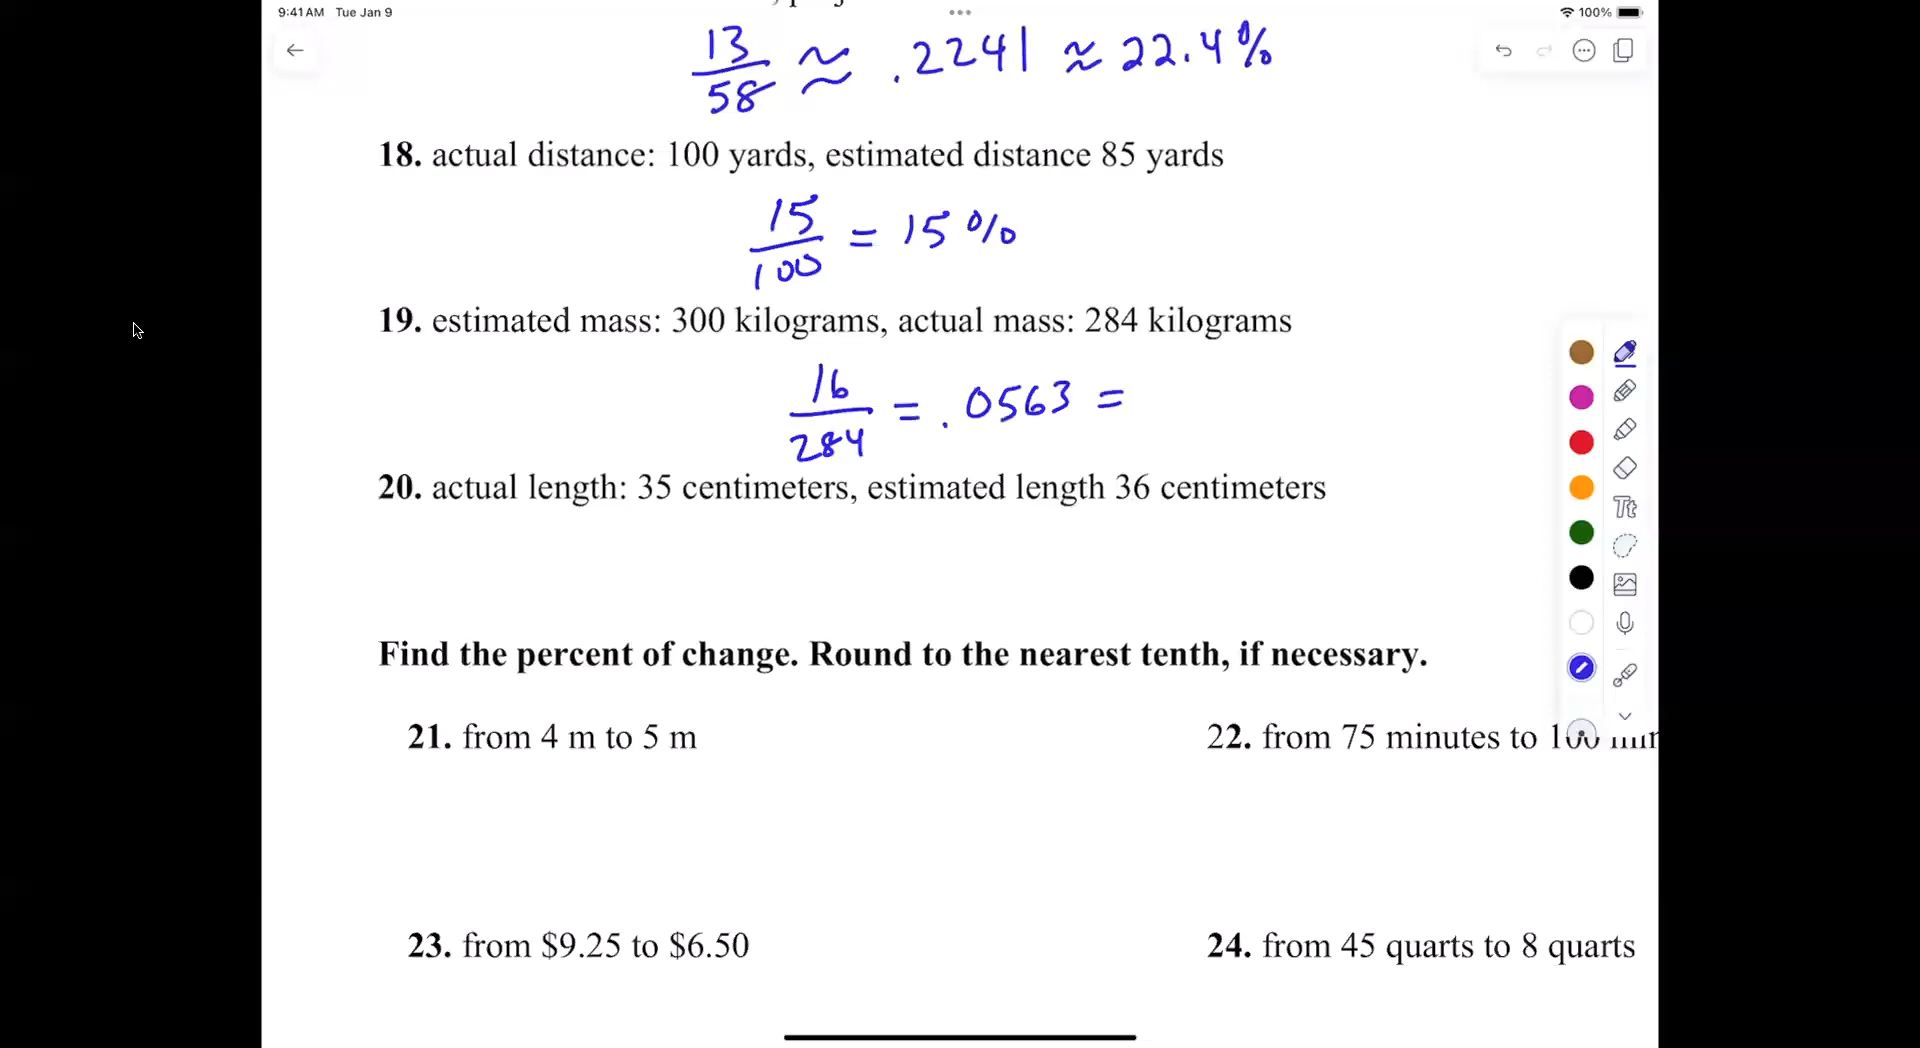 9:41 AM Tue Jan 9
100%
13/58 ≈ .2241 ≈ 22.4%
18. actual distance: 100 yards, estimated distance 85 yards
15/100 = 15%
19. estimated mass: 300 kilograms, actual mass: 284 kilograms
16/284 = .0563 =
20. actual length: 35 centimeters, estimated length 36 centimeters
Tt
Find the percent of change. Round to the nearest tenth, if necessary.
21. from 4 m to 5 m
22. from 75 minutes to 100
23. from $9.25 to $6.50
24. from 45 quarts to 8 quarts